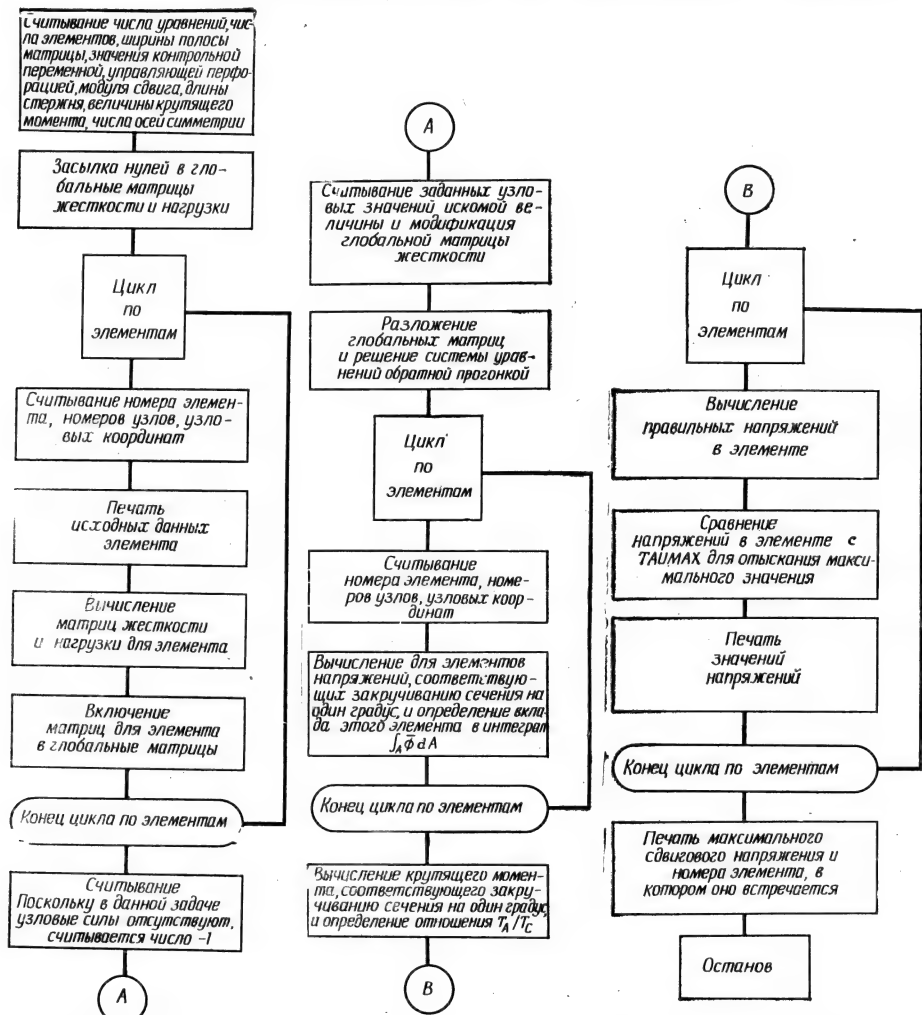 Считывание числа уравнений, чис-
ла элементов, ширины полосы
матрицы, значения контрольной
переменной, управляющей перфо-
рацией, модуля сдвига, длины
стержня, величины крутящего
момента, числа осей симметрии
Засылка нулей в гло-
бальные матрицы
жесткости и нагрузки
Цикл
по
элементам
Считывание номера элемен-
та, номеров узлов, узло-
вых координат
Печать
исходных данных
элемента
Вычисление
матриц жесткости
и нагрузки для элемента
Включение
матриц для элемента
в глобальные матрицы
Конец цикла по элементам
Считывание
Поскольку в данной задаче
узловые силы отсутствуют,
считывается число -1
A
A
Считывание заданных узло-
вых значений искомой ве-
личины и модификация
глобальной матрицы
жесткости
Разложение
глобальных матриц
и решение системы урав-
нений обратной прогонкой
Цикл
по
элементам
Считывание
номера элемента, номе-
ров узлов, узловых коор-
динат
Вычисление для элементов
напряжений, соответствую-
щих закручиванию сечения на
один градус, и определение вкла-
да этого элемента в интеграл
∫_A Φ̄ dA
Конец цикла по элементам
Вычисление крутящего момен-
та, соответствующего закру-
чиванию сечения на один градус,
и определение отношения T_A/T_C
B
B
Цикл
по
элементам
Вычисление
правильных напряжений
в элементе
Сравнение
напряжений в элементе с
TAUMAX для отыскания макси-
мального значения
Печать
значений
напряжений
Конец цикла по элементам
Печать максимального
сдвигового напряжения и
номера элемента, в
котором оно встречается
Останов